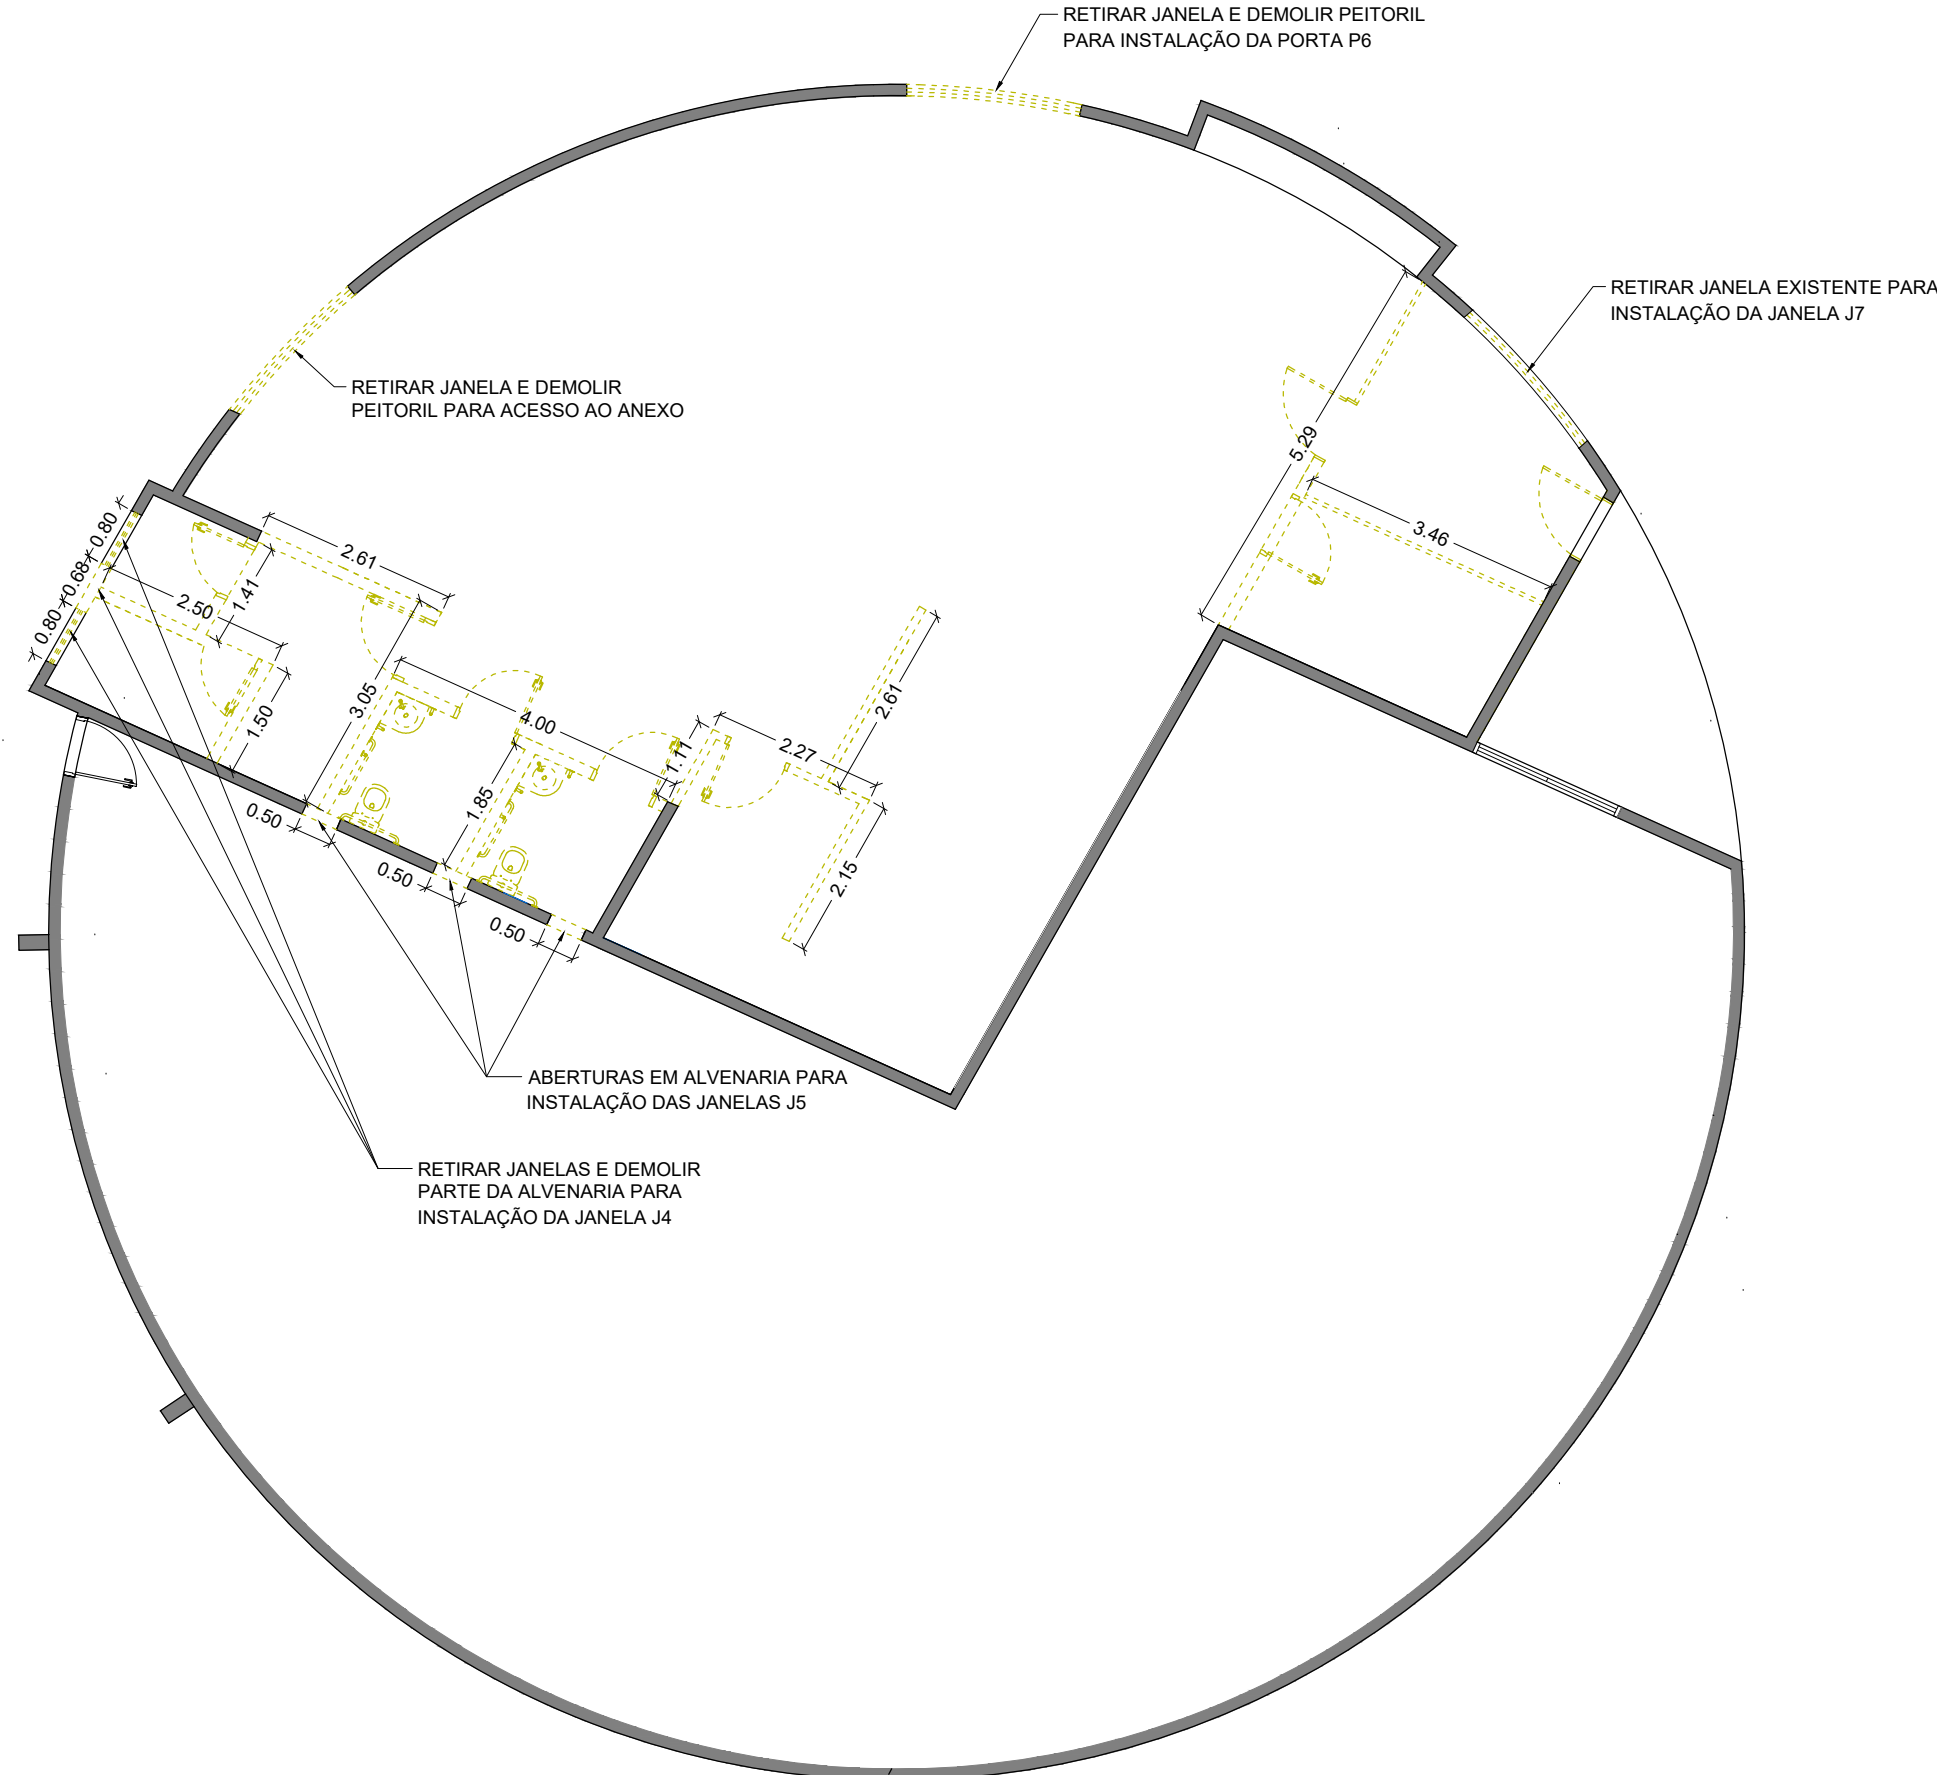 RETIRAR JANELA E DEMOLIR PEITORIL
PARA INSTALAÇÃO DA PORTA P6
RETIRAR JANELA EXISTENTE PARA
INSTALAÇÃO DA JANELA J7
RETIRAR JANELA E DEMOLIR
PEITORIL PARA ACESSO AO ANEXO
5.29
3.46
0.80
0.68
0.80
2.61
1.41
2.50
1.50
3.05
4.00
1.11
2.27
2.61
1.85
2.15
0.50
0.50
0.50
ABERTURAS EM ALVENARIA PARA
INSTALAÇÃO DAS JANELAS J5
RETIRAR JANELAS E DEMOLIR
PARTE DA ALVENARIA PARA
INSTALAÇÃO DA JANELA J4